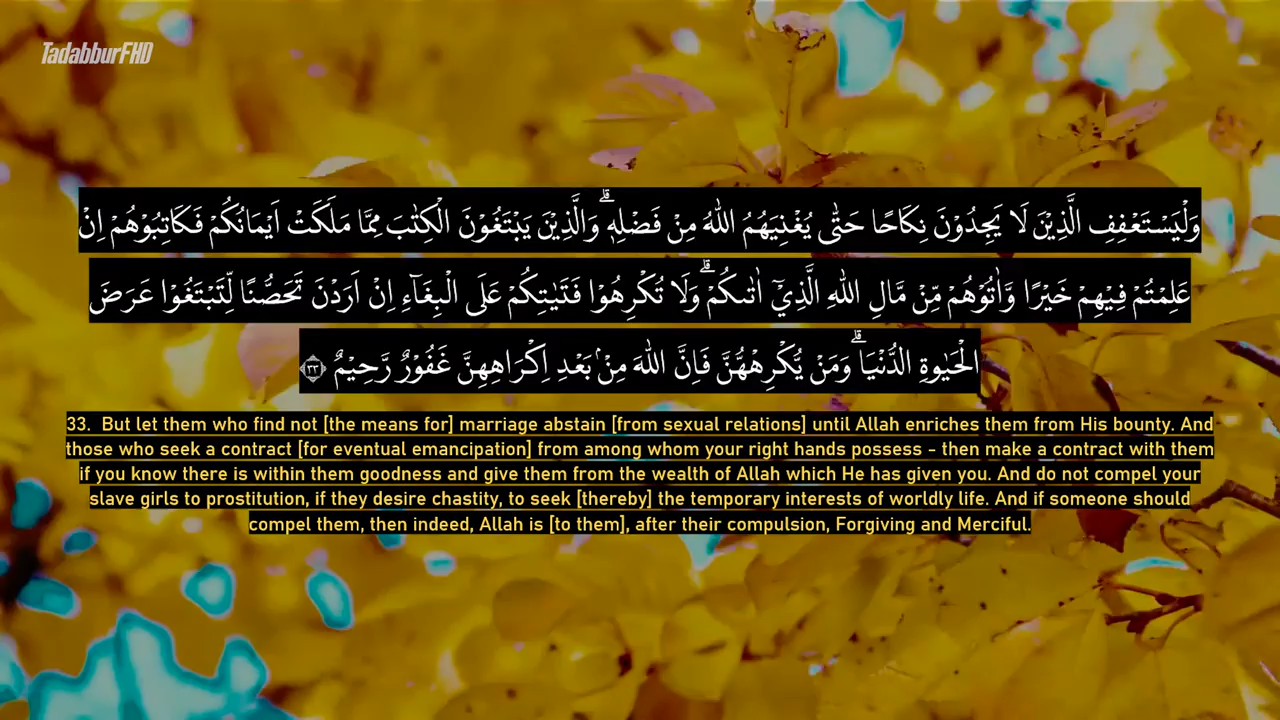 TadabburFHD
وَلْيَسْتَعْفِفِ الَّذِيْنَ لَا يَجِدُوْنَ نِكَاحًا حَتّٰى يُغْنِيَهُمُ اللّٰهُ مِنْ فَضْلِهٖۗ وَالَّذِيْنَ يَبْتَغُوْنَ الْكِتٰبَ مِمَّا مَلَكَتْ اَيْمَانُكُمْ فَكَاتِبُوْهُمْ اِنْ
عَلِمْتُمْ فِيْهِمْ خَيْرًا وَّاٰتُوْهُمْ مِّنْ مَّالِ اللّٰهِ الَّذِيْٓ اٰتٰىكُمْۗ وَلَا تُكْرِهُوْا فَتَيٰتِكُمْ عَلَى الْبِغَاۤءِ اِنْ اَرَدْنَ تَحَصُّنًا لِّتَبْتَغُوْا عَرَضَ
الْحَيٰوةِ الدُّنْيَاۗ وَمَنْ يُّكْرِهْهُّنَّ فَاِنَّ اللّٰهَ مِنْۢ بَعْدِ اِكْرَاهِهِنَّ غَفُوْرٌ رَّحِيْمٌ ٣٣
33. But let them who find not [the means for] marriage abstain [from sexual relations] until Allah enriches them from His bounty. And
those who seek a contract [for eventual emancipation] from among whom your right hands possess - then make a contract with them
if you know there is within them goodness and give them from the wealth of Allah which He has given you. And do not compel your
slave girls to prostitution, if they desire chastity, to seek [thereby] the temporary interests of worldly life. And if someone should
compel them, then indeed, Allah is [to them], after their compulsion, Forgiving and Merciful.